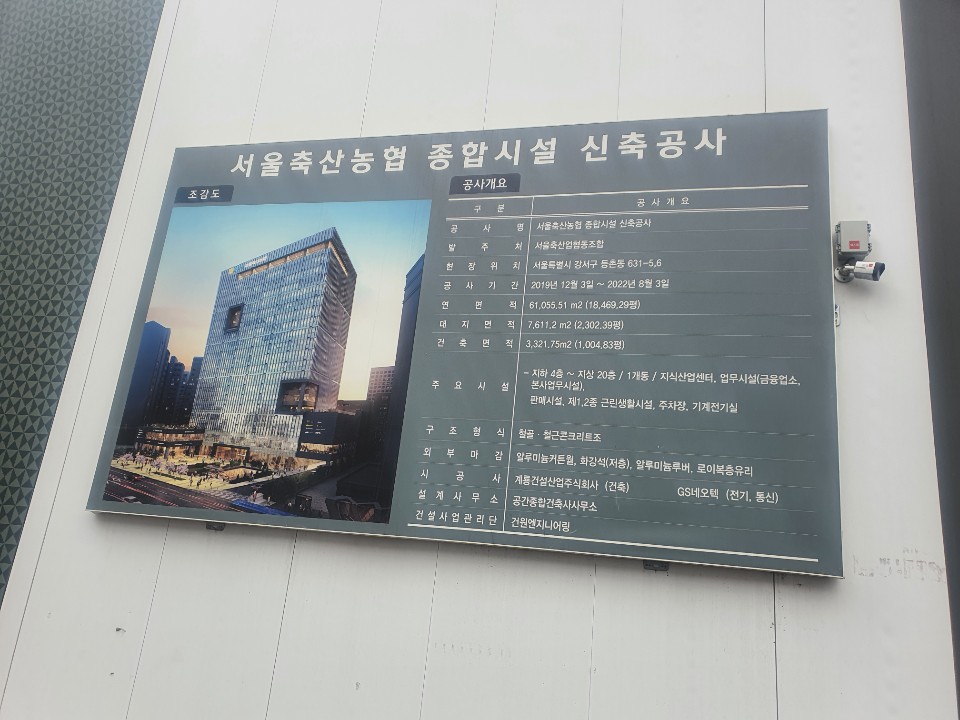 서울축산농협 종합시설 신축공사
조감도
공사개요
구 분 공 사 개 요
공 사 명 서울축산농협 종합시설 신축공사
발 주 처 서울축산업협동조합
현 장 위 치 서울특별시 강서구 등촌동 631-5,6
공 사 기 간 2019년 12월 3일 ~ 2022년 8월 3일
연 면 적 61,055.51 m2 (18,469.29평)
대 지 면 적 7,611.2 m2 (2,302.39평)
건 축 면 적 3,321.75m2 (1,004.83평)
주 요 시 설 - 지하 4층 ~ 지상 20층 / 1개동 / 지식산업센터, 업무시설(금융업소,
본사업무시설),
판매시설, 제1,2종 근린생활시설, 주차장, 기계전기실
구 조 형 식 철골 · 철근콘크리트조
외 부 마 감 알루미늄커튼월, 화강석(저층), 알루미늄루버, 로이복층유리
시 공 사 계룡건설산업주식회사 (건축) GS네오텍 (전기, 통신)
설 계 사 무 소 공간종합건축사사무소
건 설 사 업 관 리 단 건원엔지니어링